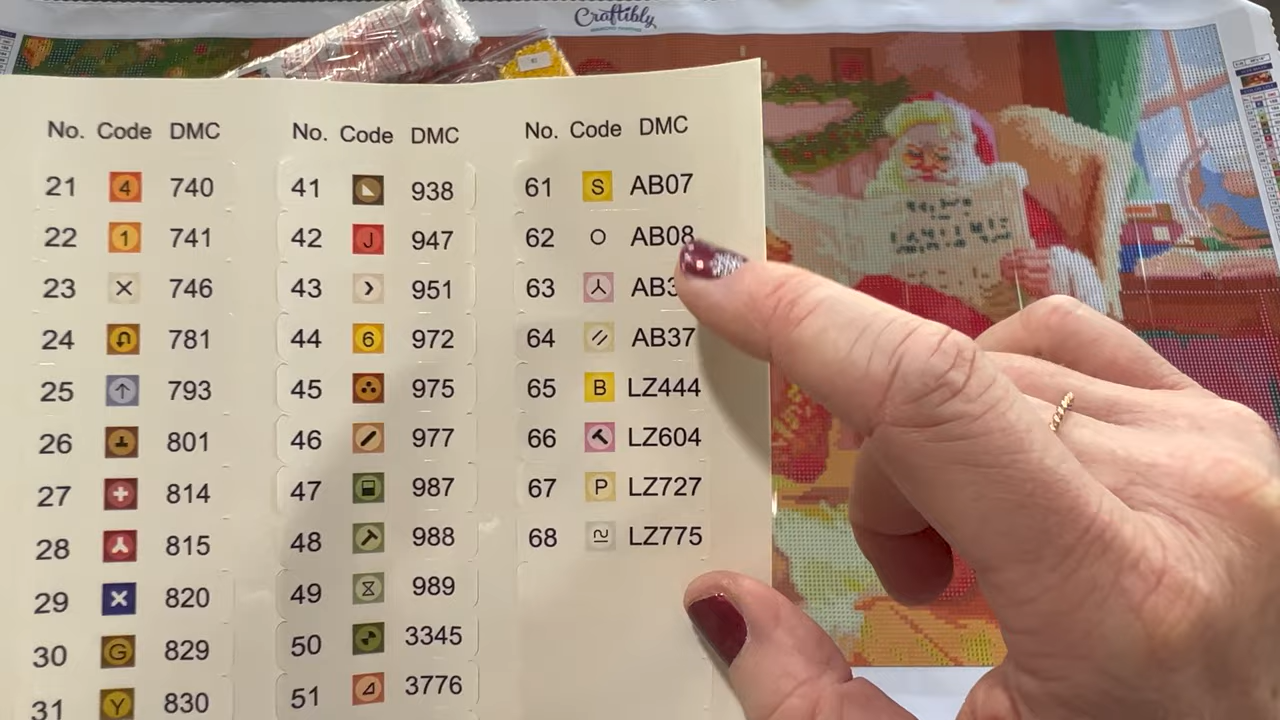 Craftibly
No. Code DMC No. Code DMC No. Code DMC
21 4 740 41 938 61 S AB07
22 1 741 42 J 947 62 O AB08
23 746 43 951 63
24 781 44 6 972 64 AB37
25 793 45 975 65 B LZ444
26 801 46 977 66 LZ604
27 814 47 987 67 P LZ727
28 815 48 988 68 LZ775
29 820 49 989
30 G 829 50 3345
31 Y 830 51 3776